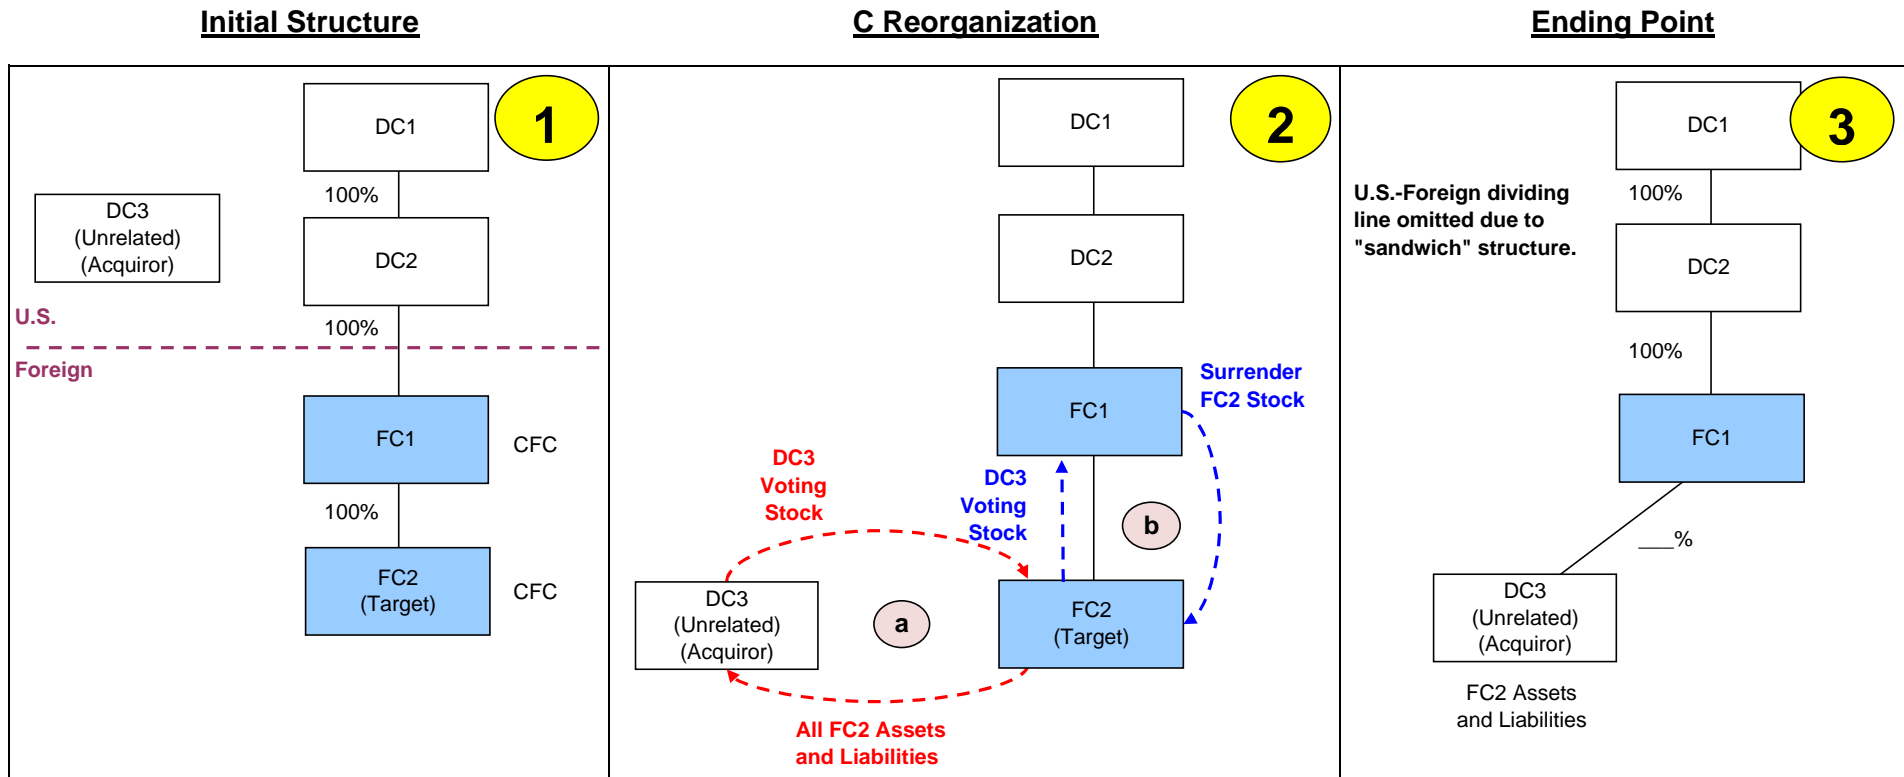 Initial Structure
C Reorganization
Ending Point
1
DC1
100%
DC3
(Unrelated)
(Acquiror)
DC2
U.S.
100%
Foreign
FC1
CFC
100%
FC2
(Target)
CFC
2
DC1
DC2
Surrender
FC2 Stock
FC1
DC3
Voting
Stock
DC3
Voting
Stock
b
DC3
(Unrelated)
(Acquiror)
a
FC2
(Target)
All FC2 Assets
and Liabilities
3
DC1
U.S.-Foreign dividing
line omitted due to
"sandwich" structure.
100%
DC2
100%
FC1
___%
DC3
(Unrelated)
(Acquiror)
FC2 Assets
and Liabilities